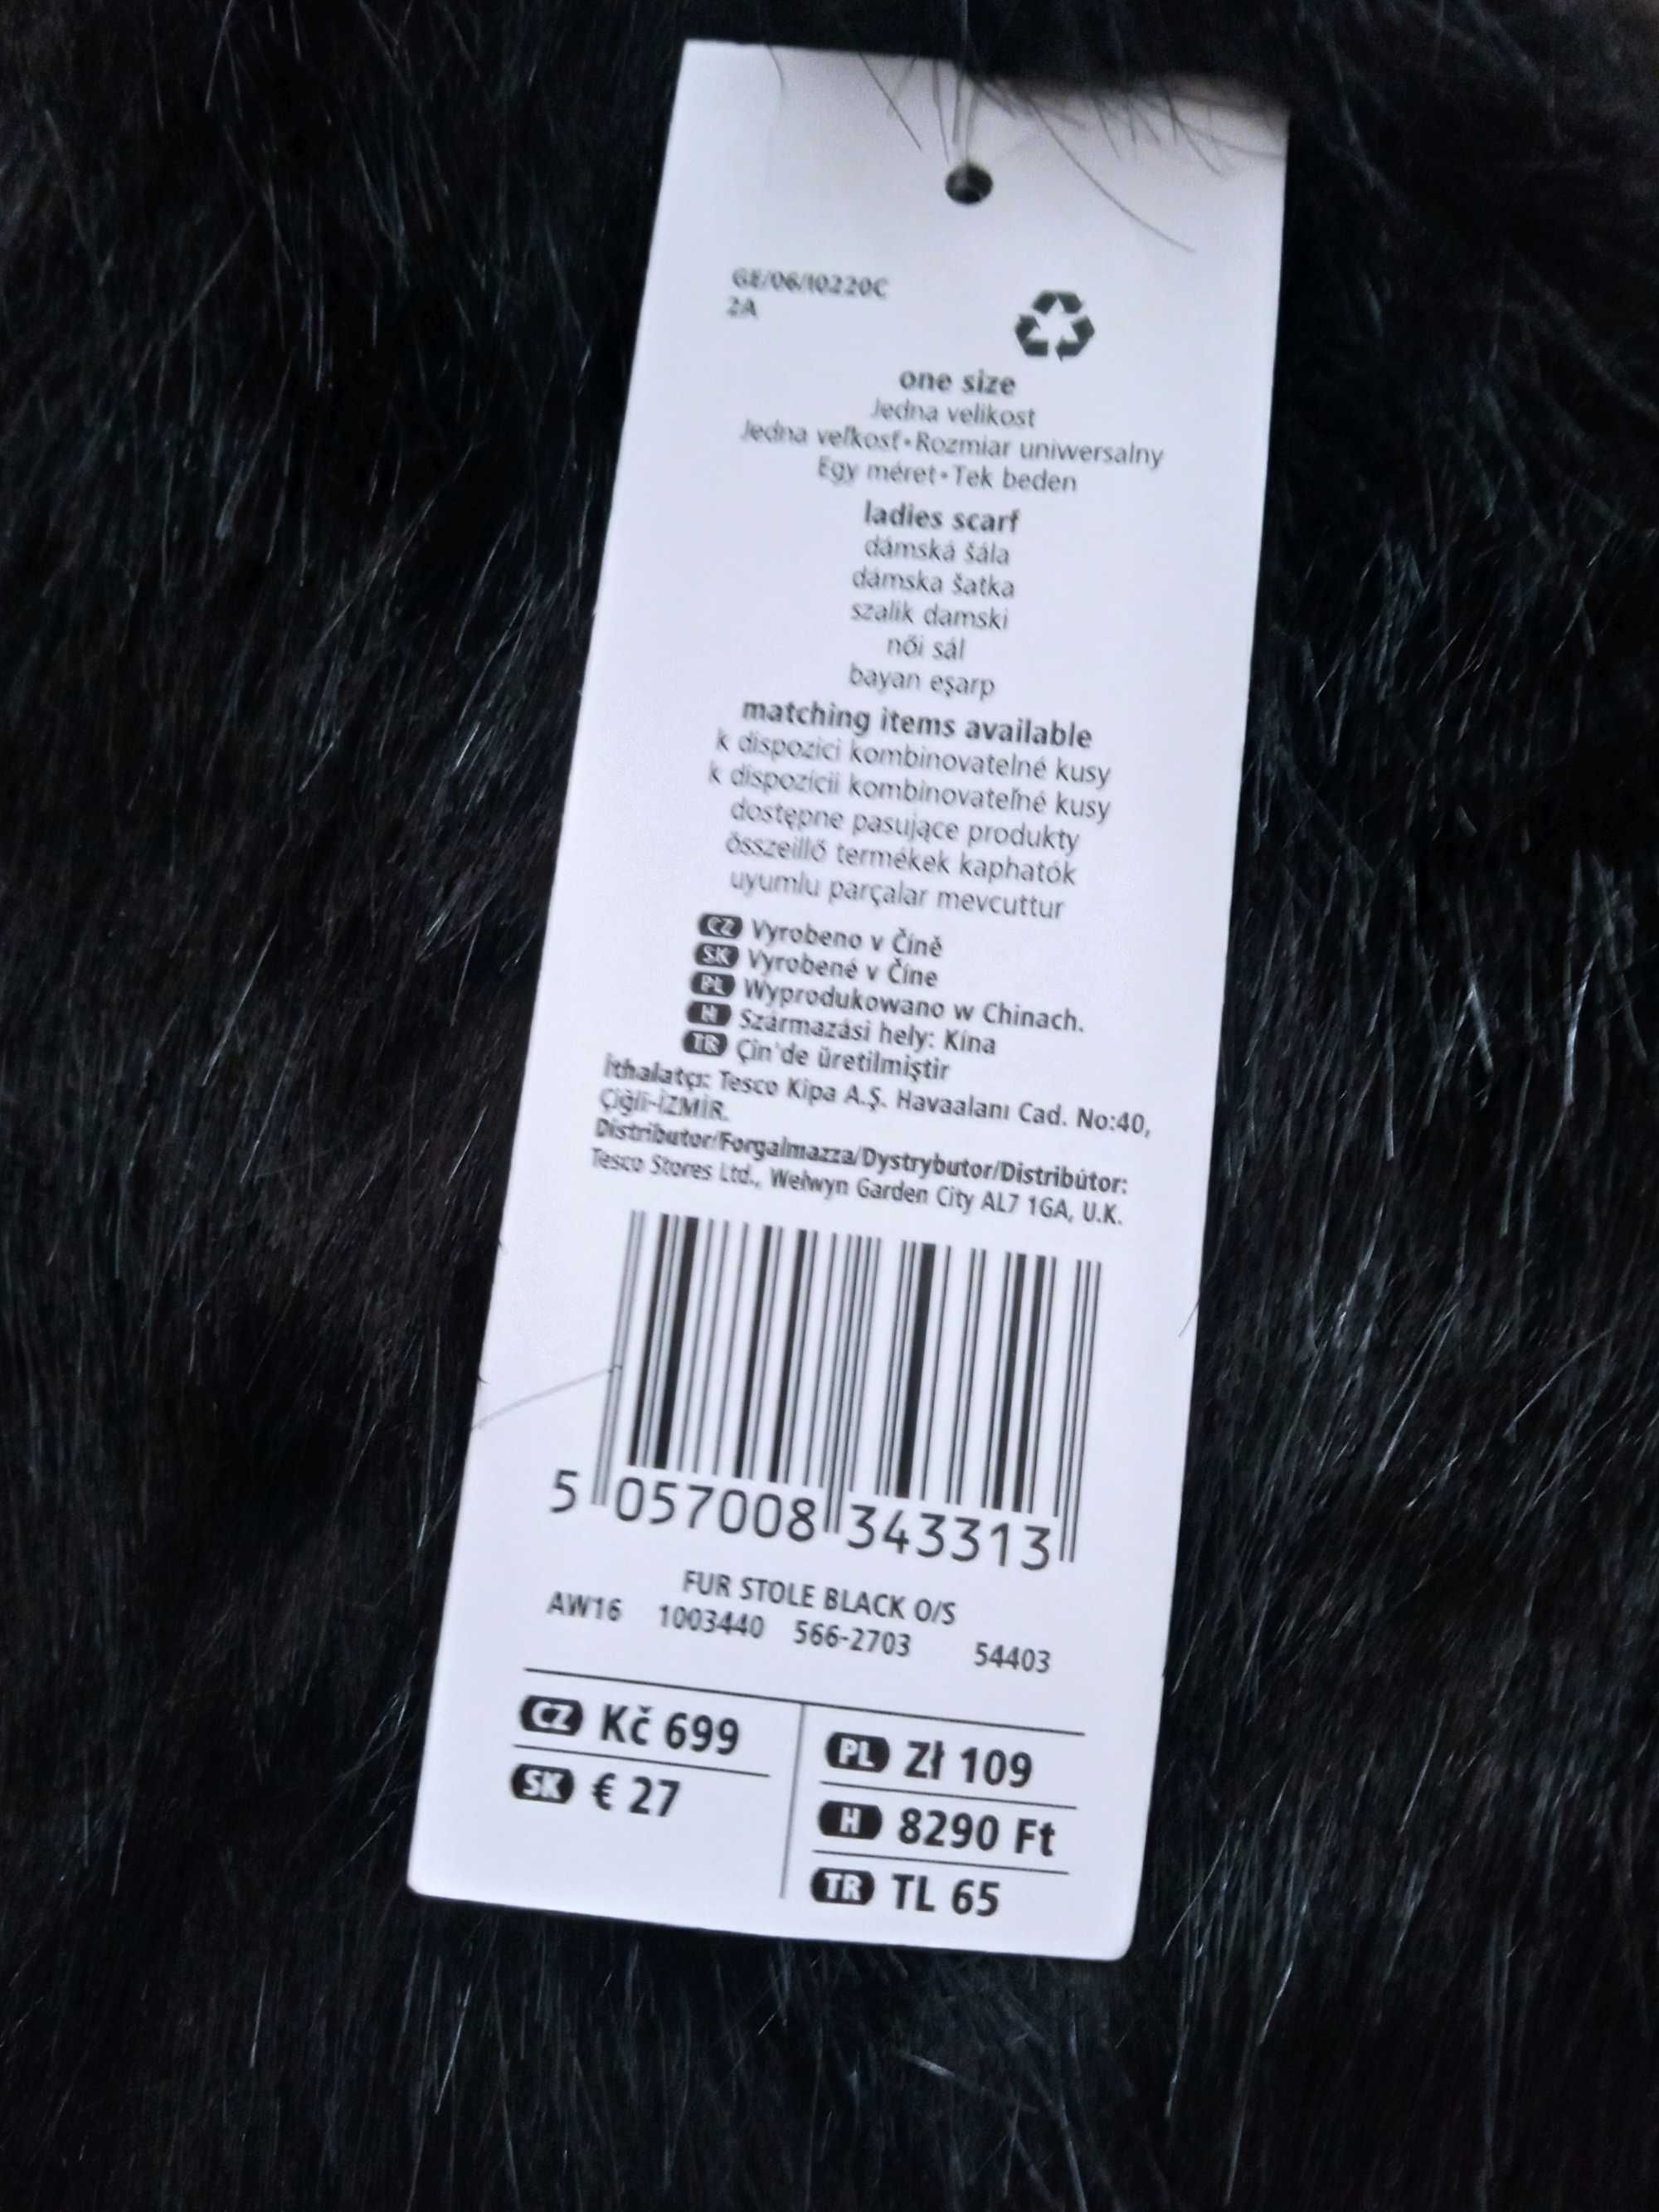 GE/06/10220C
2A
one size
Jedna velikost
Jedna veľkosť•Rozmiar uniwersalny
Egy méret•Tek beden
ladies scarf
dámská šála
dámska šatka
szalik damski
női sál
bayan eşarp
matching items available
k dispozici kombinovatelné kusy
k dispozícii kombinovateľné kusy
dostępne pasujące produkty
összeillő termékek kaphatók
uyumlu parçalar mevcuttur
CZ Vyrobeno v Číně
SK Vyrobené v Číne
PL Wyprodukowano w Chinach.
H Származási hely: Kína
TR Çin'de üretilmiştir
İthalatçı: Tesco Kipa A.Ş. Havaalanı Cad. No:40,
Çiğli-İZMİR.
Distributor/Forgalmazza/Dystrybutor/Distribútor:
Tesco Stores Ltd., Welwyn Garden City AL7 1GA, U.K.
5 057008 343313
FUR STOLE BLACK O/S
AW16 1003440 566-2703 54403
CZ Kč 699
SK € 27
PL Zł 109
H 8290 Ft
TR TL 65